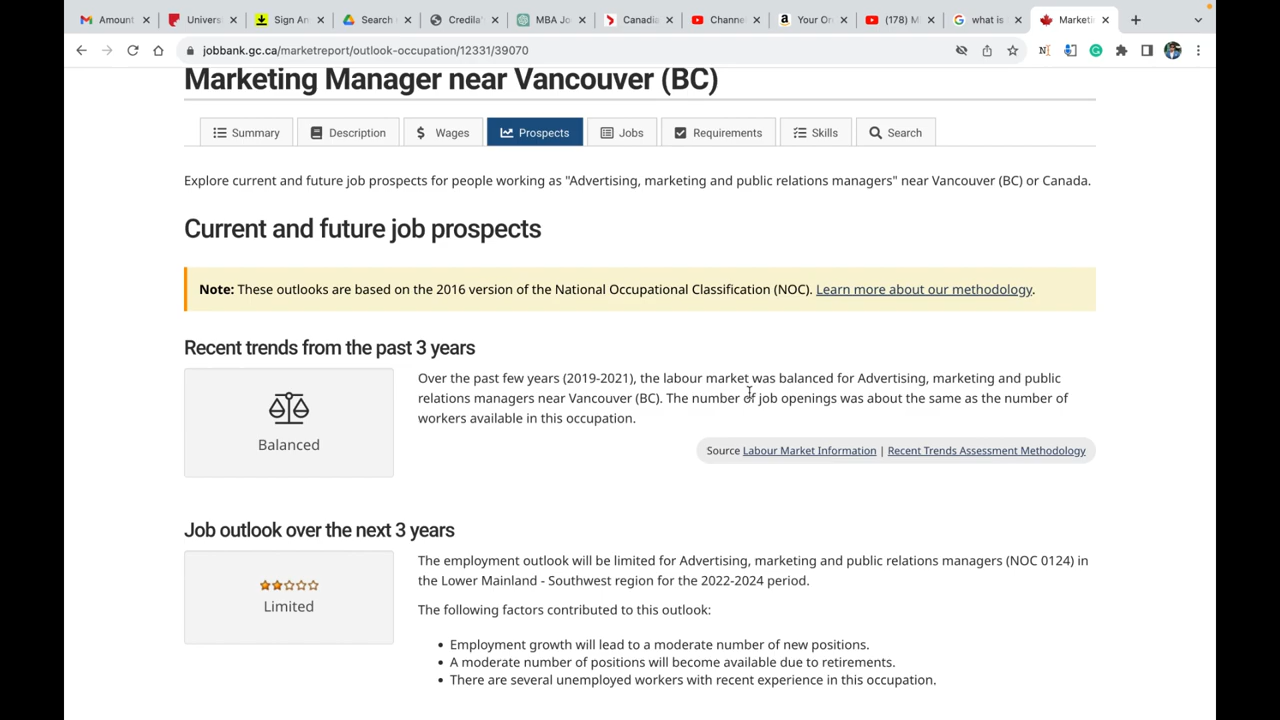 Amount
Univers
Sign An
Search
Credila
MBA Jo
Canadia
Channe
Your Or
(178) M
what is
Marketi
jobbank.gc.ca/marketreport/outlook-occupation/12331/39070
Marketing Manager near Vancouver (BC)
Summary
Description
Wages
Prospects
Jobs
Requirements
Skills
Search
Explore current and future job prospects for people working as "Advertising, marketing and public relations managers" near Vancouver (BC) or Canada.
Current and future job prospects
Note: These outlooks are based on the 2016 version of the National Occupational Classification (NOC). Learn more about our methodology.
Recent trends from the past 3 years
Balanced
Over the past few years (2019-2021), the labour market was balanced for Advertising, marketing and public
relations managers near Vancouver (BC). The number of job openings was about the same as the number of
workers available in this occupation.
Source Labour Market Information | Recent Trends Assessment Methodology
Job outlook over the next 3 years
Limited
The employment outlook will be limited for Advertising, marketing and public relations managers (NOC 0124) in
the Lower Mainland - Southwest region for the 2022-2024 period.
The following factors contributed to this outlook:
• Employment growth will lead to a moderate number of new positions.
• A moderate number of positions will become available due to retirements.
• There are several unemployed workers with recent experience in this occupation.